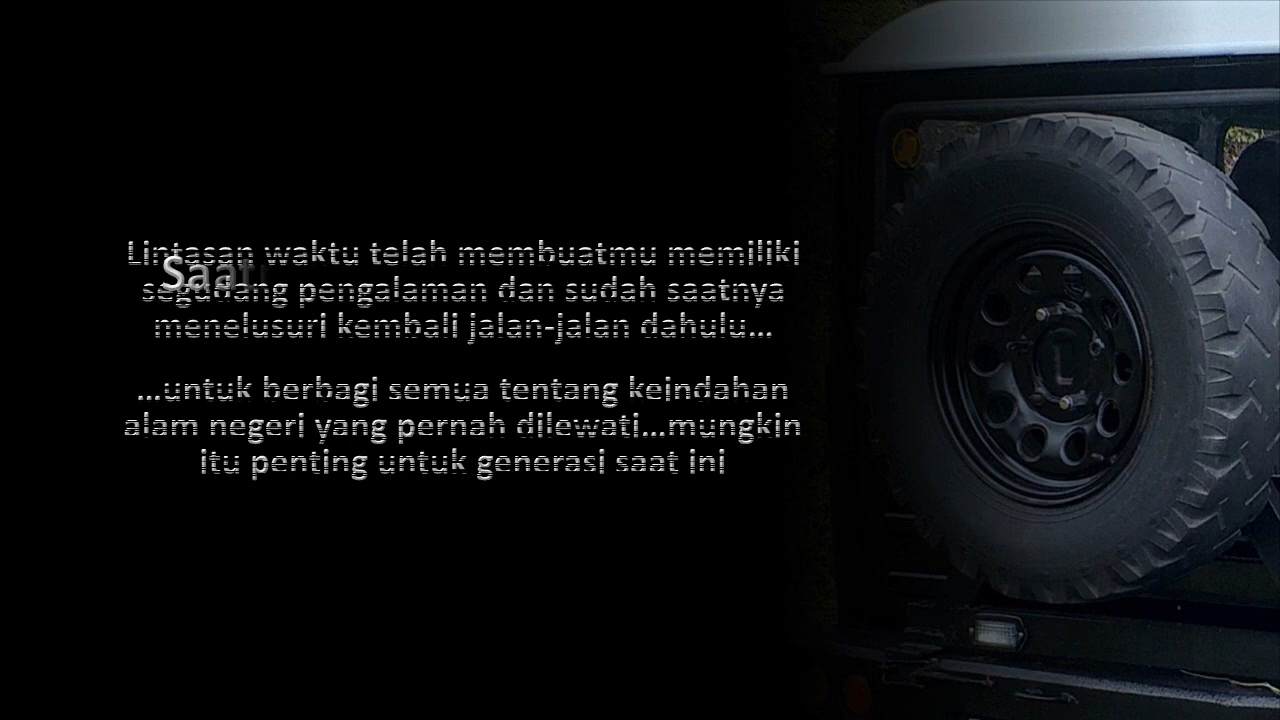 Lintasan waktu telah membuatmu memiliki
segudang pengalaman dan sudah saatnya
menelusuri kembali jalan-jalan dahulu...
...untuk berbagi semua tentang keindahan
alam negeri yang pernah dilewati...mungkin
itu penting untuk generasi saat ini